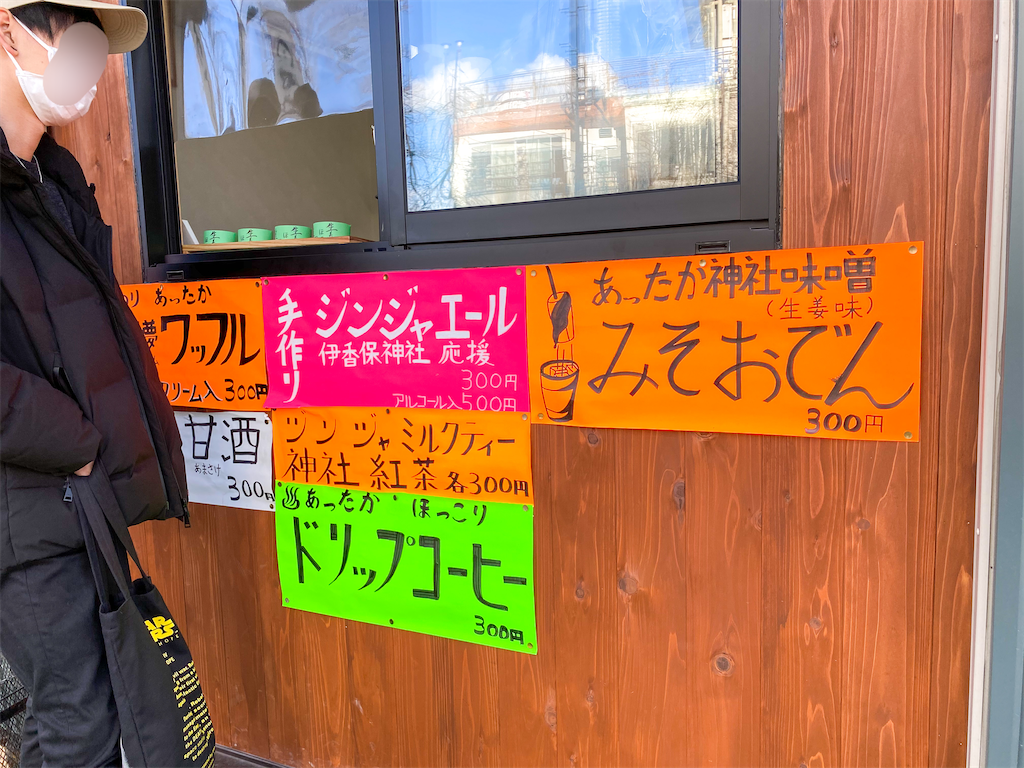 あったか
ワッフル
クリーム入 300円
手作り
ジンジャエール
伊香保神社 応援
300円
アルコール入 500円
あったか神社味噌
(生姜味)
みそおでん
300円
甘酒
あまさけ
300円
ジンジャミルクティー
神社 紅茶 各300円
♨あったか ほっこり
ドリップコーヒー
300円